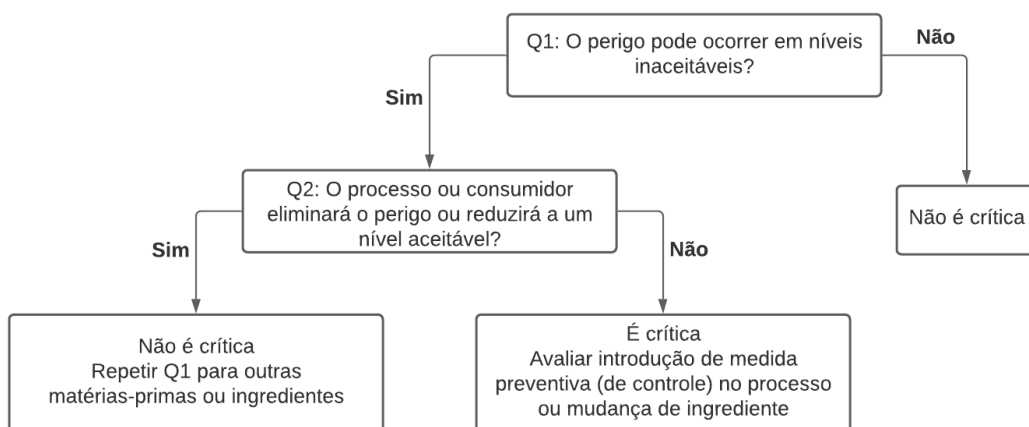 Q1: O perigo pode ocorrer em níveis
inaceitáveis?
Não
Sim
Q2: O processo ou consumidor
eliminará o perigo ou reduzirá a um
nível aceitável?
Não é crítica
Sim
Não
Não é crítica
Repetir Q1 para outras
matérias-primas ou ingredientes
É crítica
Avaliar introdução de medida
preventiva (de controle) no processo
ou mudança de ingrediente